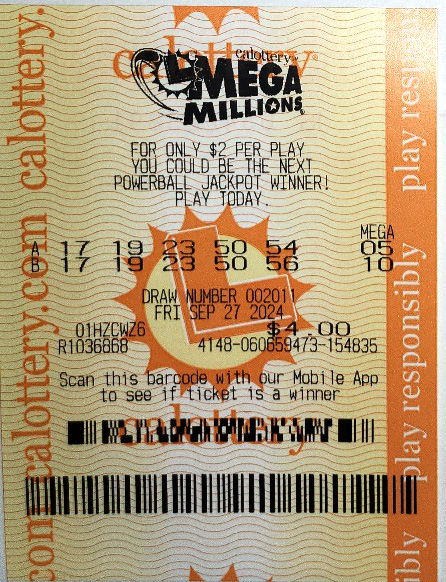 calottery
calottery
MEGA
MILLIONS
FOR ONLY $2 PER PLAY
YOU COULD BE THE NEXT
POWERBALL JACKPOT WINNER!
PLAY TODAY.
MEGA
A 17 19 23 50 54 05
B 17 19 23 50 56 10
DRAW NUMBER 002011
FRI SEP 27 2024
$4.00
01HZCWZ6
R1036868 4148-060659473-154835
Scan this barcode with our Mobile App
to see if ticket is a winner
calottery
calottery.com calottery.
play responsibly play